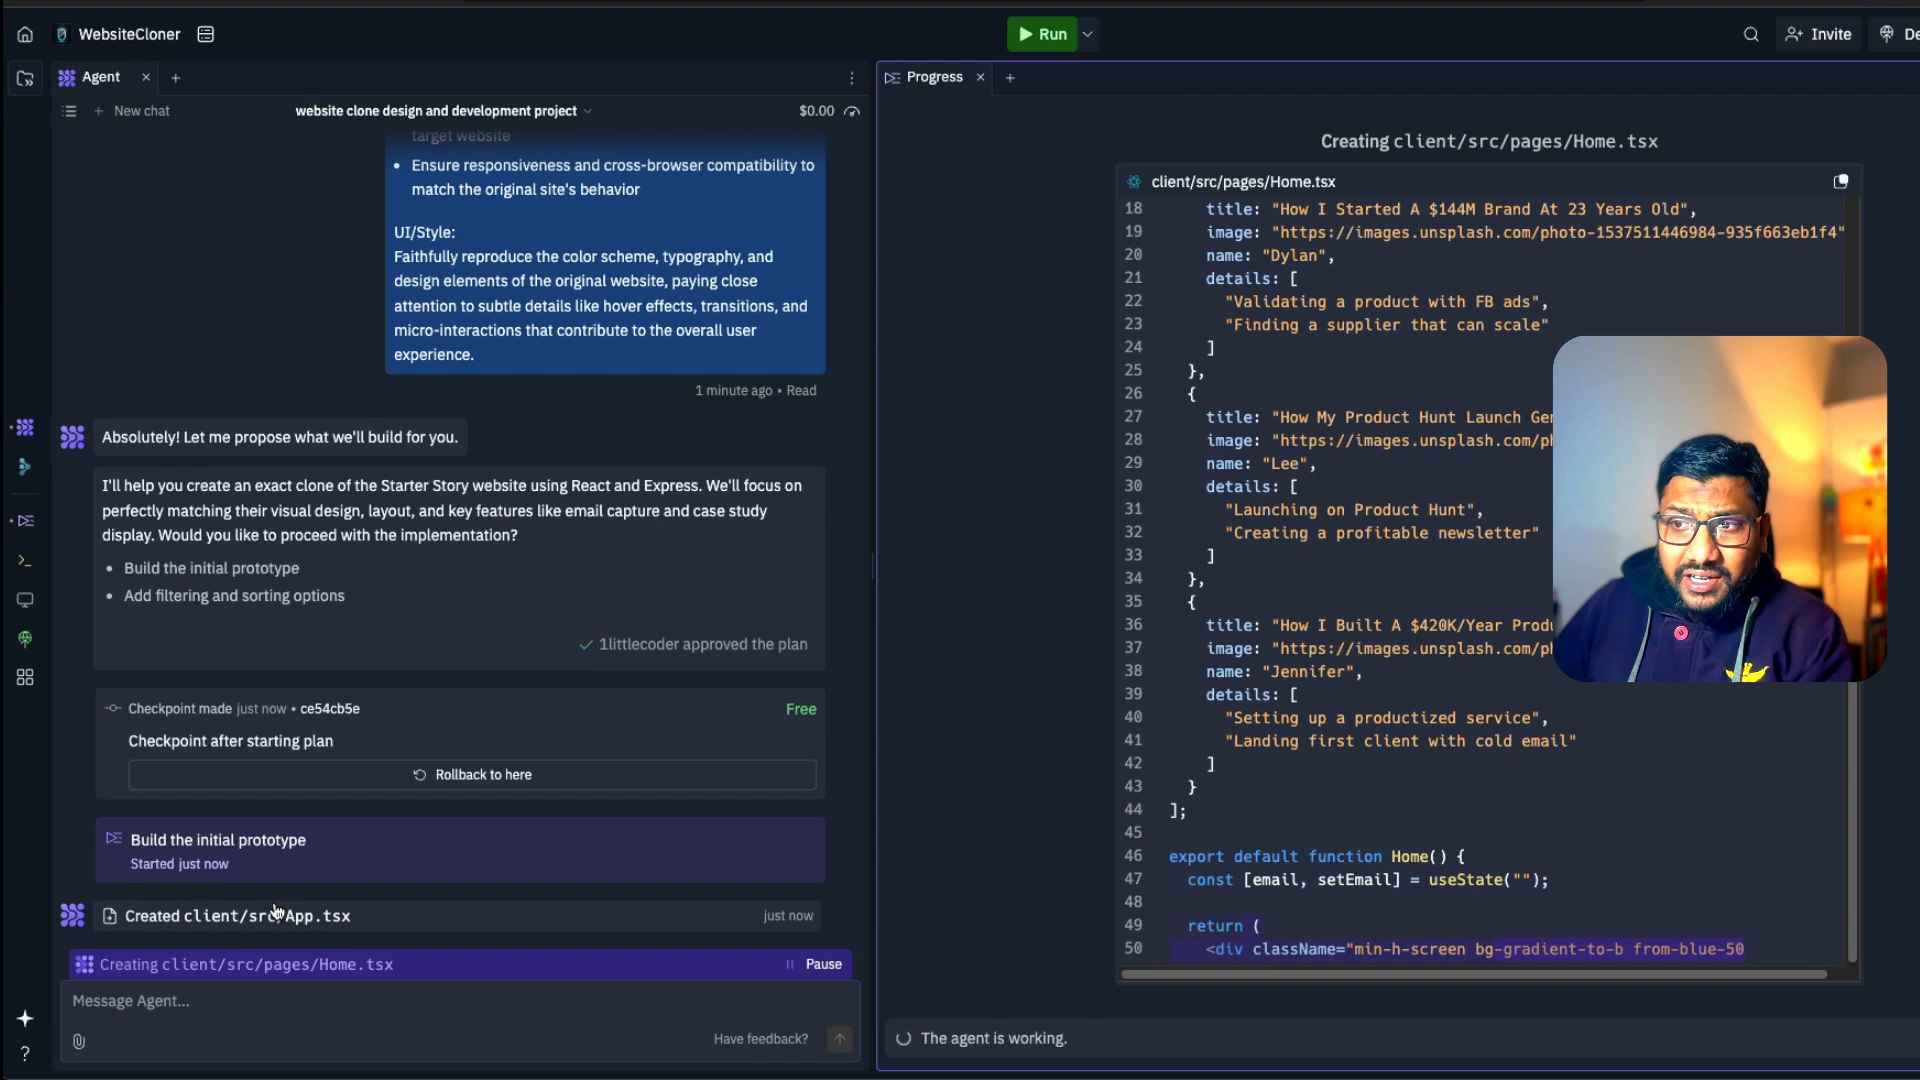 WebsiteCloner
Run
Invite
De
Agent
Progress
New chat
website clone design and development project
$0.00
target website
• Ensure responsiveness and cross-browser compatibility to
match the original site's behavior
UI/Style:
Faithfully reproduce the color scheme, typography, and
design elements of the original website, paying close
attention to subtle details like hover effects, transitions, and
micro-interactions that contribute to the overall user
experience.
1 minute ago • Read
Absolutely! Let me propose what we'll build for you.
I'll help you create an exact clone of the Starter Story website using React and Express. We'll focus on
perfectly matching their visual design, layout, and key features like email capture and case study
display. Would you like to proceed with the implementation?
• Build the initial prototype
• Add filtering and sorting options
1littlecoder approved the plan
Checkpoint made just now • ce54cb5e
Free
Checkpoint after starting plan
Rollback to here
Build the initial prototype
Started just now
Created client/src/App.tsx
just now
Creating client/src/pages/Home.tsx
Pause
Message Agent...
Have feedback?
?
Creating client/src/pages/Home.tsx
client/src/pages/Home.tsx
18 title: "How I Started A $144M Brand At 23 Years Old",
19 image: "https://images.unsplash.com/photo-1537511446984-935f663eb1f4"
20 name: "Dylan",
21 details: [
22 "Validating a product with FB ads",
23 "Finding a supplier that can scale"
24 ]
25 },
26 {
27 title: "How My Product Hunt Launch Ger
28 image: "https://images.unsplash.com/ph
29 name: "Lee",
30 details: [
31 "Launching on Product Hunt",
32 "Creating a profitable newsletter"
33 ]
34 },
35 {
36 title: "How I Built A $420K/Year Produ
37 image: "https://images.unsplash.com/ph
38 name: "Jennifer",
39 details: [
40 "Setting up a productized service",
41 "Landing first client with cold email"
42 ]
43 }
44 ];
45
46 export default function Home() {
47 const [email, setEmail] = useState("");
48
49 return (
50 <div className="min-h-screen bg-gradient-to-b from-blue-50
The agent is working.